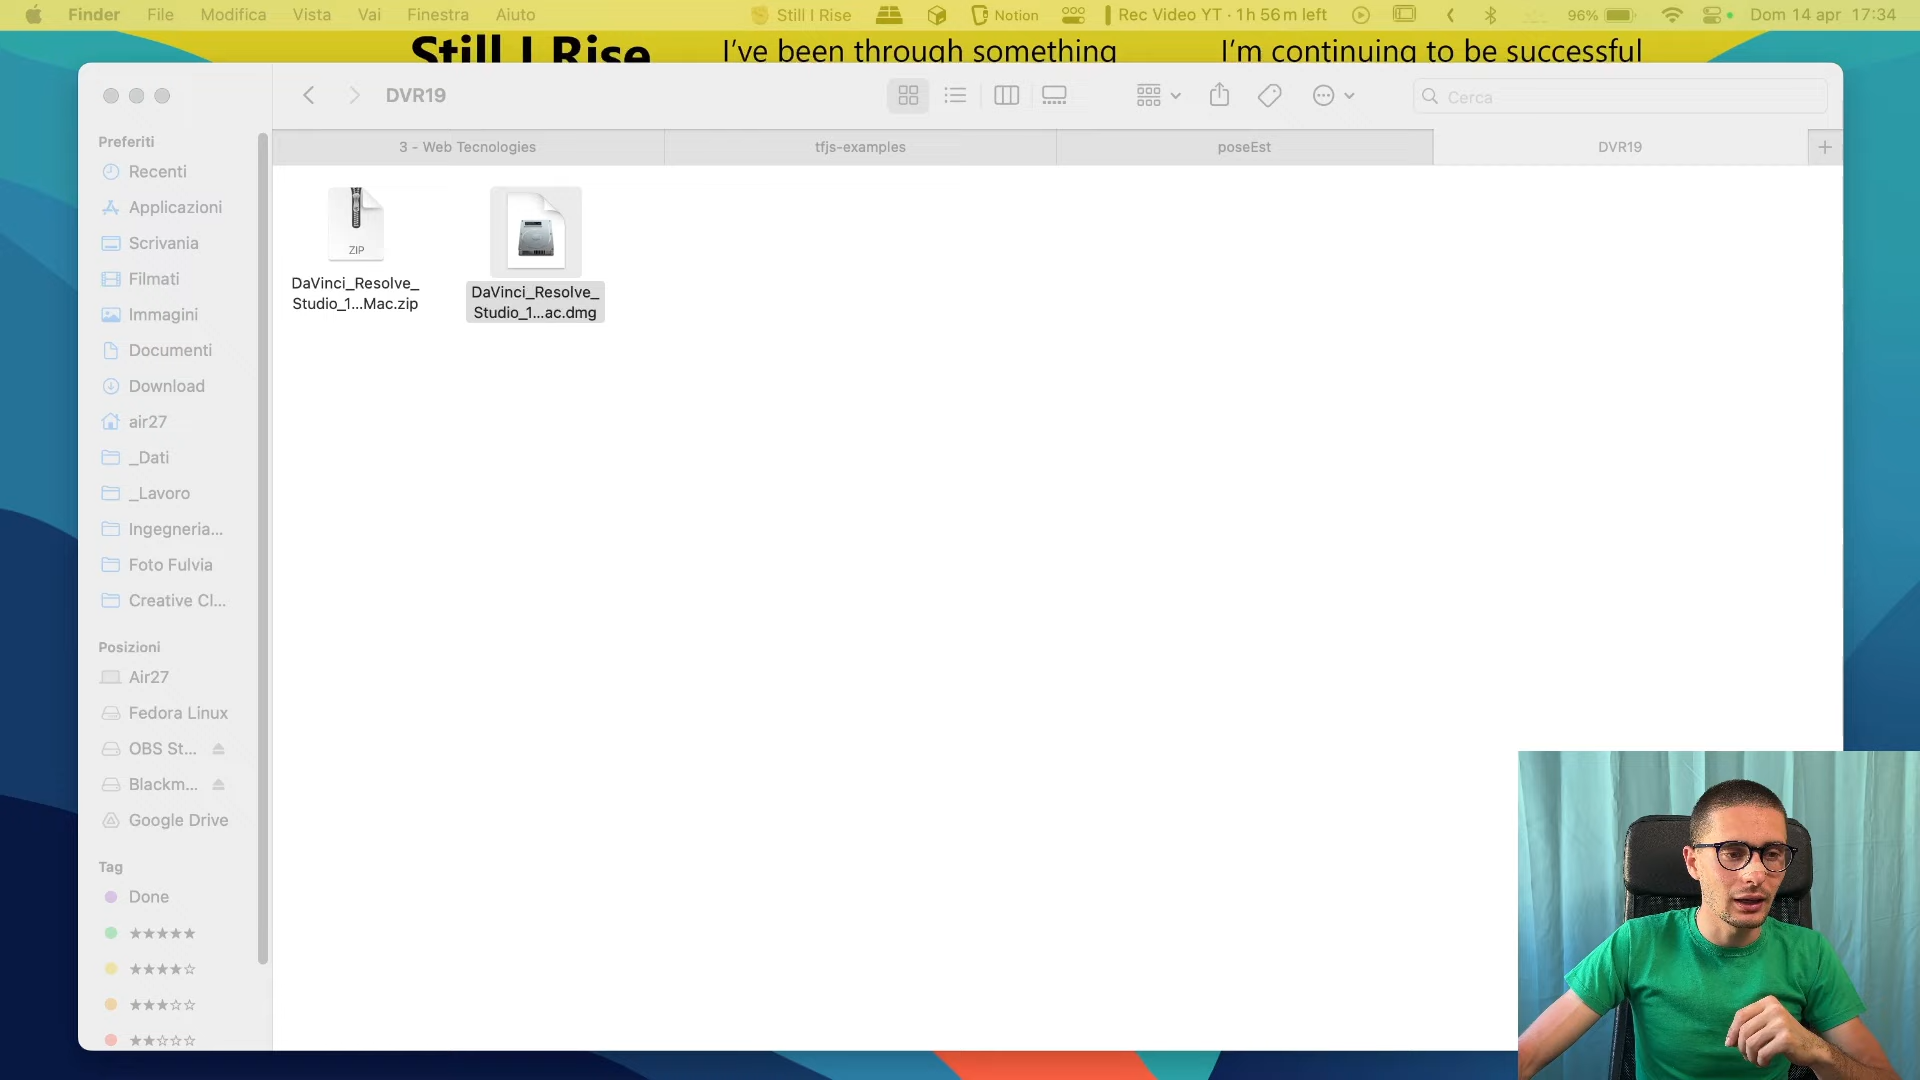 Finder File Modifica Vista Vai Finestra Aiuto Still I Rise Notion Rec Video YT · 1h 56m left 96% Dom 14 apr 17:34
Still I Rise I've been through something I'm continuing to be successful
DVR19
Cerca
3 - Web Tecnologies tfjs-examples poseEst DVR19
Preferiti
Recenti
Applicazioni
Scrivania
Filmati
Immagini
Documenti
Download
air27
_Dati
_Lavoro
Ingegneria...
Foto Fulvia
Creative Cl...
Posizioni
Air27
Fedora Linux
OBS St...
Blackm...
Google Drive
Tag
Done
★★★★★
★★★★☆
★★★☆☆
★★☆☆☆
ZIP
DaVinci_Resolve_
Studio_1...Mac.zip
DaVinci_Resolve_
Studio_1...ac.dmg